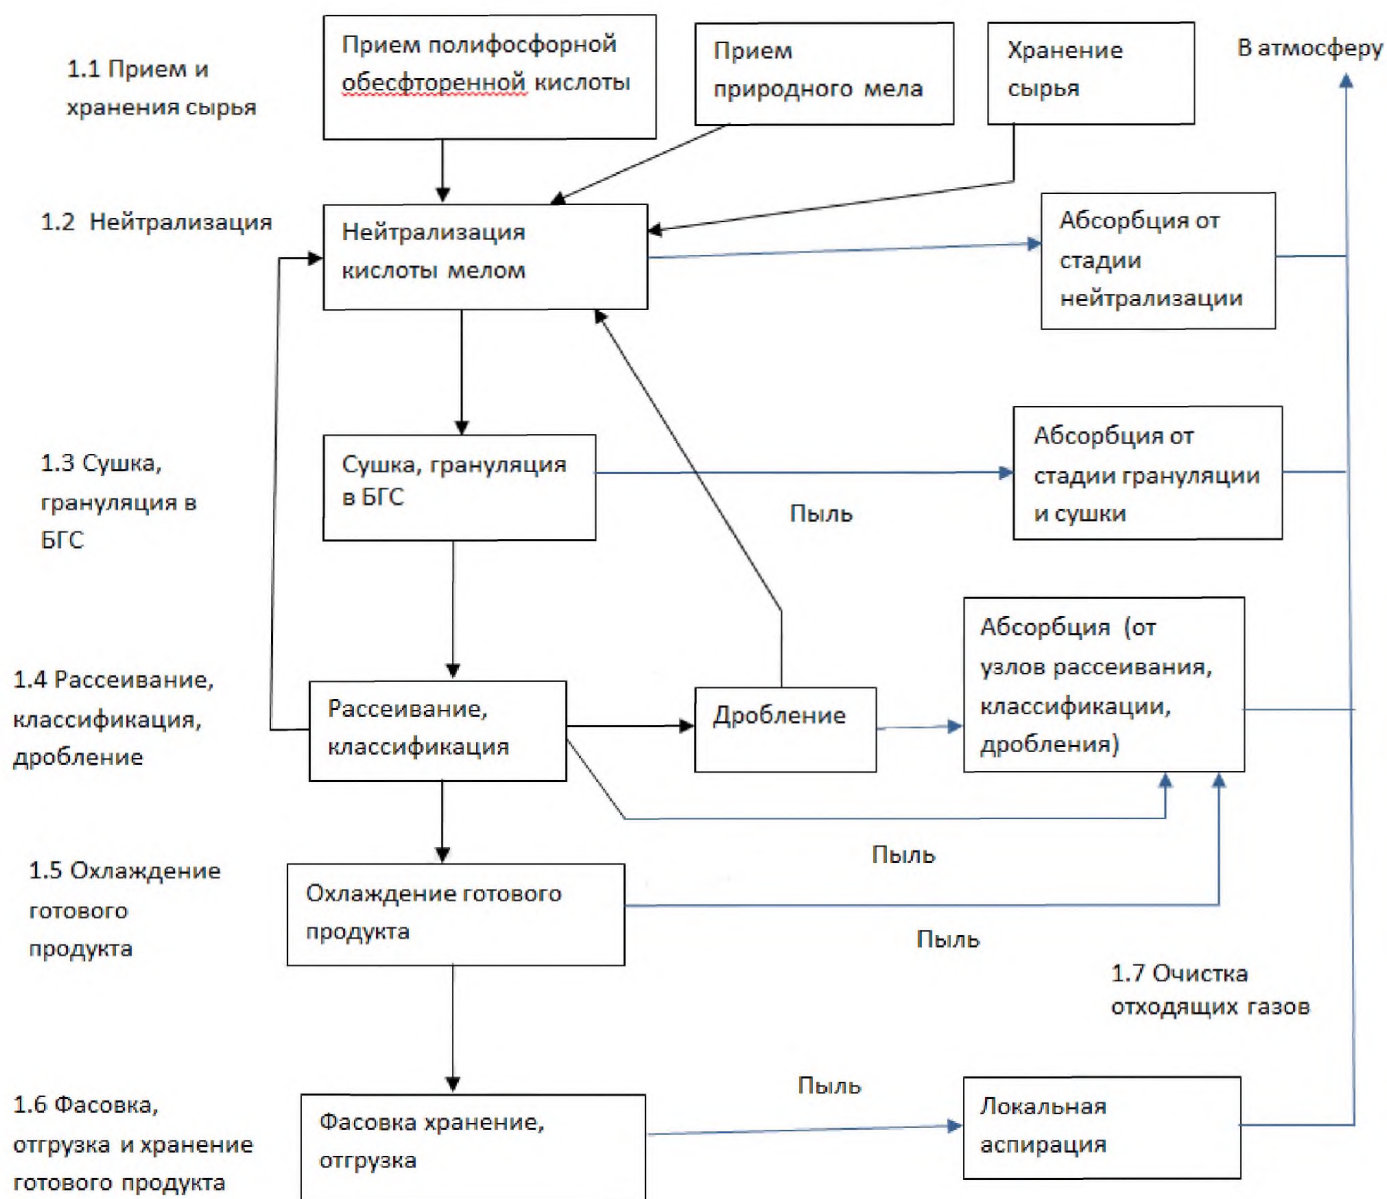 1.1 Прием и
хранения сырья
Прием полифосфорной
обесфторенной кислоты
Прием
природного мела
Хранение
сырья
В атмосферу
1.2 Нейтрализация
Нейтрализация
кислоты мелом
Абсорбция от
стадии
нейтрализации
1.3 Сушка,
грануляция в
БГС
Сушка, грануляция
в БГС
Пыль
Абсорбция от
стадии грануляции
и сушки
1.4 Рассеивание,
классификация,
дробление
Рассеивание,
классификация
Дробление
Абсорбция (от
узлов рассеивания,
классификации,
дробления)
Пыль
1.5 Охлаждение
готового
продукта
Охлаждение готового
продукта
Пыль
1.7 Очистка
отходящих газов
1.6 Фасовка,
отгрузка и хранение
готового продукта
Фасовка хранение,
отгрузка
Пыль
Локальная
аспирация